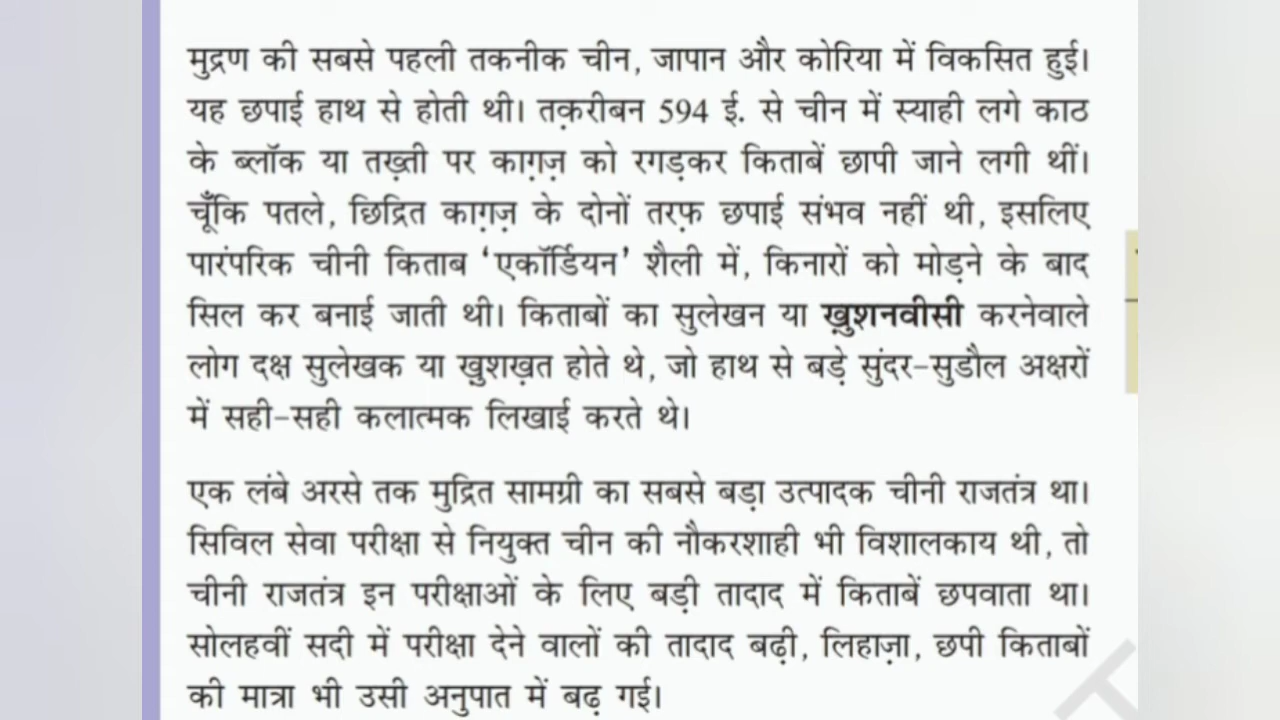 मुद्रण की सबसे पहली तकनीक चीन, जापान और कोरिया में विकसित हुई।
यह छपाई हाथ से होती थी। तक़रीबन 594 ई. से चीन में स्याही लगे काठ
के ब्लॉक या तख़्ती पर काग़ज़ को रगड़कर किताबें छापी जाने लगी थीं।
चूँकि पतले, छिद्रित काग़ज़ के दोनों तरफ़ छपाई संभव नहीं थी, इसलिए
पारंपरिक चीनी किताब ‘एकॉर्डियन’ शैली में, किनारों को मोड़ने के बाद
सिल कर बनाई जाती थी। किताबों का सुलेखन या ख़ुशनवीसी करनेवाले
लोग दक्ष सुलेखक या ख़ुशख़त होते थे, जो हाथ से बड़े सुंदर-सुडौल अक्षरों
में सही-सही कलात्मक लिखाई करते थे।
एक लंबे अरसे तक मुद्रित सामग्री का सबसे बड़ा उत्पादक चीनी राजतंत्र था।
सिविल सेवा परीक्षा से नियुक्त चीन की नौकरशाही भी विशालकाय थी, तो
चीनी राजतंत्र इन परीक्षाओं के लिए बड़ी तादाद में किताबें छपवाता था।
सोलहवीं सदी में परीक्षा देने वालों की तादाद बढ़ी, लिहाज़ा, छपी किताबों
की मात्रा भी उसी अनुपात में बढ़ गई।